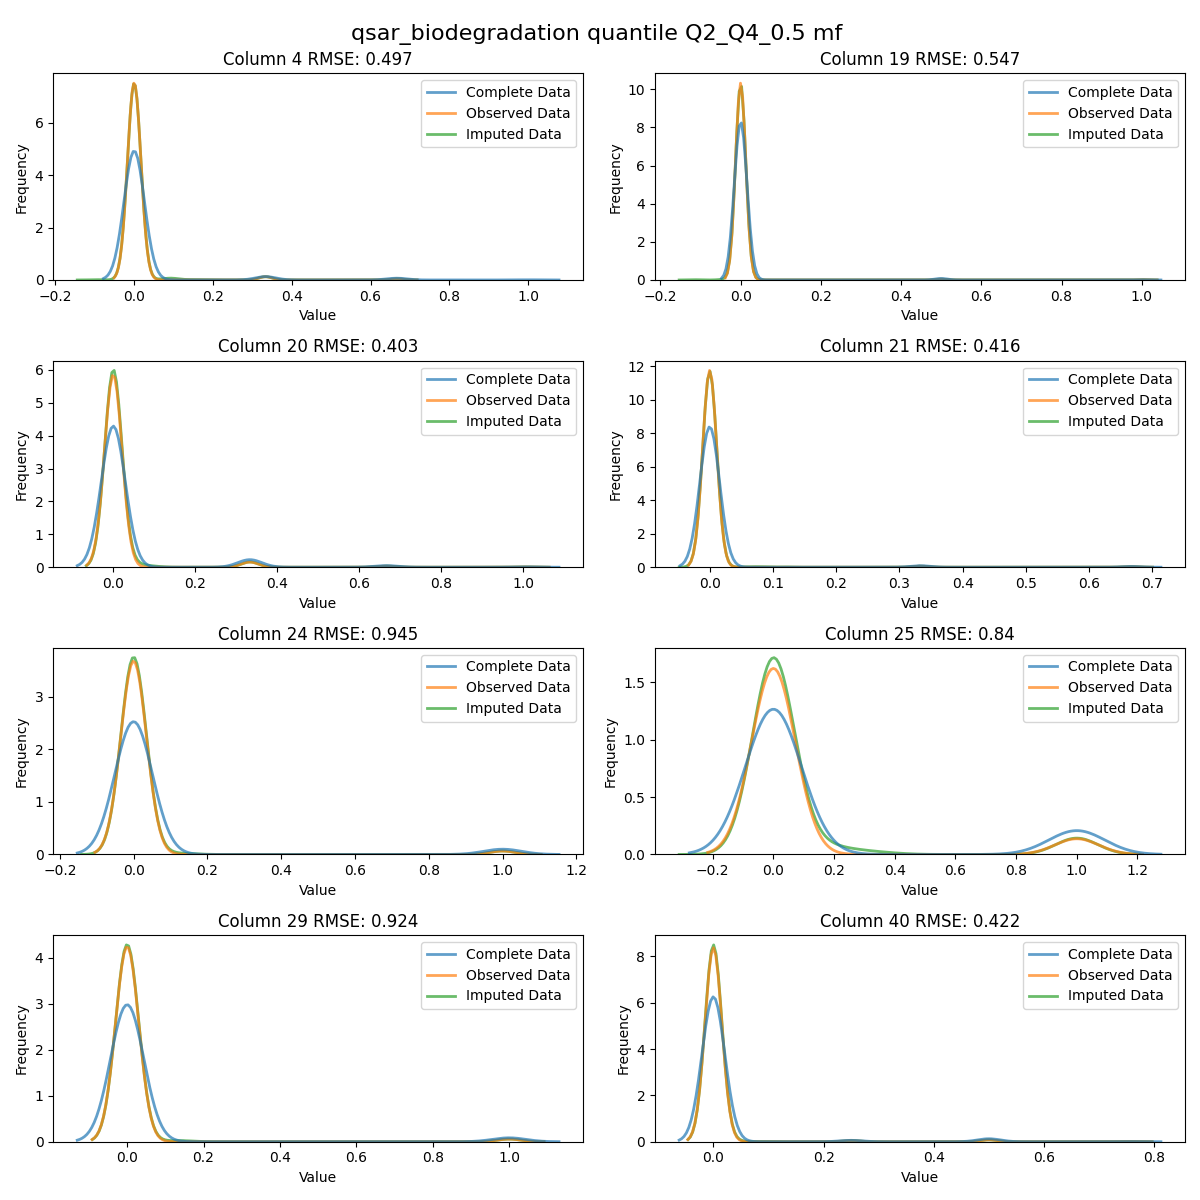 qsar_biodegradation quantile Q2_Q4_0.5 mf
Column 4 RMSE: 0.497
Frequency
6
4
2
0
Complete Data
Observed Data
Imputed Data
−0.2 0.0 0.2 0.4 0.6 0.8 1.0
Value
Column 19 RMSE: 0.547
Frequency
10
8
6
4
2
0
Complete Data
Observed Data
Imputed Data
−0.2 0.0 0.2 0.4 0.6 0.8 1.0
Value
Column 20 RMSE: 0.403
Frequency
6
5
4
3
2
1
0
Complete Data
Observed Data
Imputed Data
0.0 0.2 0.4 0.6 0.8 1.0
Value
Column 21 RMSE: 0.416
Frequency
12
10
8
6
4
2
0
Complete Data
Observed Data
Imputed Data
0.0 0.1 0.2 0.3 0.4 0.5 0.6 0.7
Value
Column 24 RMSE: 0.945
Frequency
3
2
1
0
Complete Data
Observed Data
Imputed Data
−0.2 0.0 0.2 0.4 0.6 0.8 1.0 1.2
Value
Column 25 RMSE: 0.84
Frequency
1.5
1.0
0.5
0.0
Complete Data
Observed Data
Imputed Data
−0.2 0.0 0.2 0.4 0.6 0.8 1.0 1.2
Value
Column 29 RMSE: 0.924
Frequency
4
3
2
1
0
Complete Data
Observed Data
Imputed Data
0.0 0.2 0.4 0.6 0.8 1.0
Value
Column 40 RMSE: 0.422
Frequency
8
6
4
2
0
Complete Data
Observed Data
Imputed Data
0.0 0.2 0.4 0.6 0.8
Value